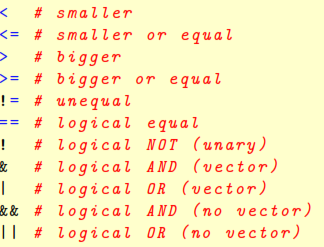 <  # smaller
<= # smaller or equal
>  # bigger
>= # bigger or equal
!= # unequal
== # logical equal
!  # logical NOT (unary)
&  # logical AND (vector)
|  # logical OR (vector)
&& # logical AND (no vector)
|| # logical OR (no vector)